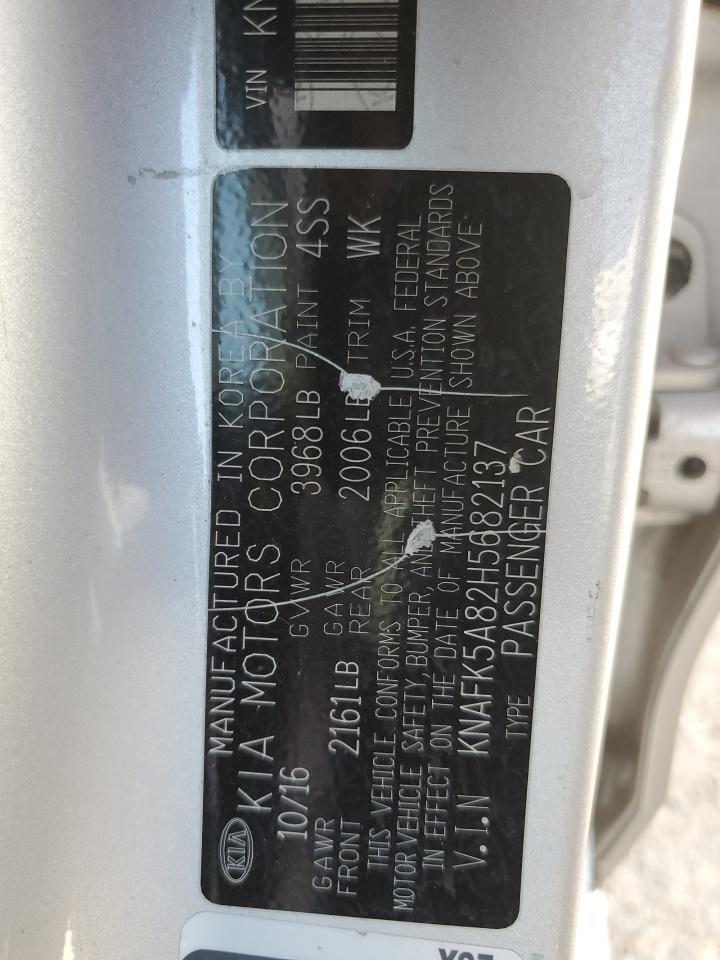 VIN KN
MANUFACTURED IN KOREA BY
KIA KIA MOTORS CORPORATION
10/16 GVWR 3968LB PAINT 4SS
GAWR FRONT 2161LB GAWR REAR 2006LB TRIM WK
THIS VEHICLE CONFORMS TO ALL APPLICABLE U.S.A. FEDERAL
MOTOR VEHICLE SAFETY, BUMPER, AND THEFT PREVENTION STANDARDS
IN EFFECT ON THE DATE OF MANUFACTURE SHOWN ABOVE
V.I.N KNAFK5A82H5682137
TYPE PASSENGER CAR